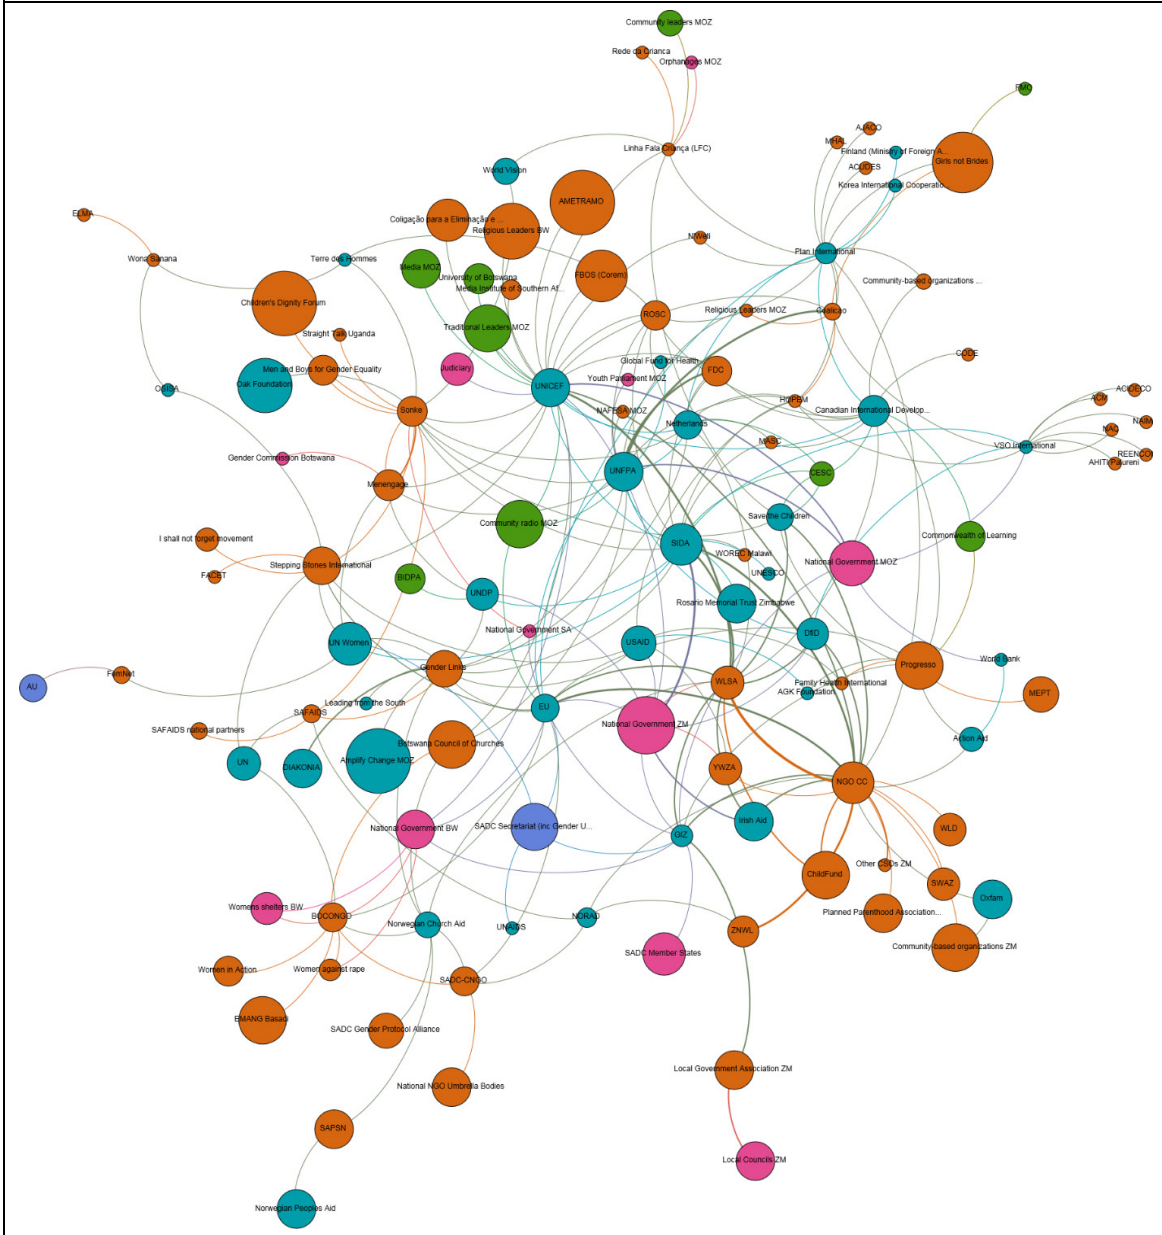 Community leaders MOZ
Rede da Crianca
Orphanages MOZ
FMO
AJACO
MHAL
Linha Fala Criança (LFC)
Finland (Ministry of Foreign A...
Girls not Brides
ACUDES
World Vision
Korea International Cooperatio...
AMETRAMO
ELMA
Coligação para a Eliminação e ...
Religious Leaders BW
NWeti
Plan International
Wona Sanana
Terre des Hommes
Media MOZ
University of Botswana
FBOS (Corem)
Community-based organizations ...
Media Institute of Southern Af...
Children's Dignity Forum
Religious Leaders MOZ
Coalicao
ROSC
Straight Talk Uganda
Traditional Leaders MOZ
CODE
Global Fund for Health
Judiciary
Men and Boys for Gender Equality
FDC
Youth Parliament MOZ
Oak Foundation
UNICEF
OSISA
ACIDECO
ACM
HOPEM
Sonke
NAFESA MOZ
Canadian International Develop...
Netherlands
NAIM
NAQ
MASC
VSO International
REENCON
Gender Commission Botswana
AHITI Palureni
UNFPA
CESC
Menengage
Save the Children
Community radio MOZ
Commonwealth of Learning
I shall not forget movement
SIDA
WOREC Malawi
National Government MOZ
Stepping Stones International
UNESCO
FACET
BIDPA
UNDP
Rosario Memorial Trust Zimbabwe
National Government SA
DfID
UN Women
USAID
World Bank
Progresso
Gender Links
FemNet
WLSA
Family Health International
AU
AGK Foundation
MEPT
Leading from the South
EU
SAFAIDS
National Government ZM
SAFAIDS national partners
Action Aid
Botswana Council of Churches
UN
DIAKONIA
Amplify Change MOZ
YWZA
NGO CC
Irish Aid
National Government BW
SADC Secretariat (inc Gender U...
WLD
GIZ
Other CSOs ZM
ChildFund
SWAZ
Oxfam
Womens shelters BW
Planned Parenthood Association...
BOCONGO
NORAD
Norwegian Church Aid
UNAIDS
ZNWL
Community-based organizations ZM
SADC Member States
Women in Action
Women against rape
SADC-CNGO
EMANG Basadi
SADC Gender Protocol Alliance
Local Government Association ZM
National NGO Umbrella Bodies
SAPSN
Local Councils ZM
Norwegian Peoples Aid